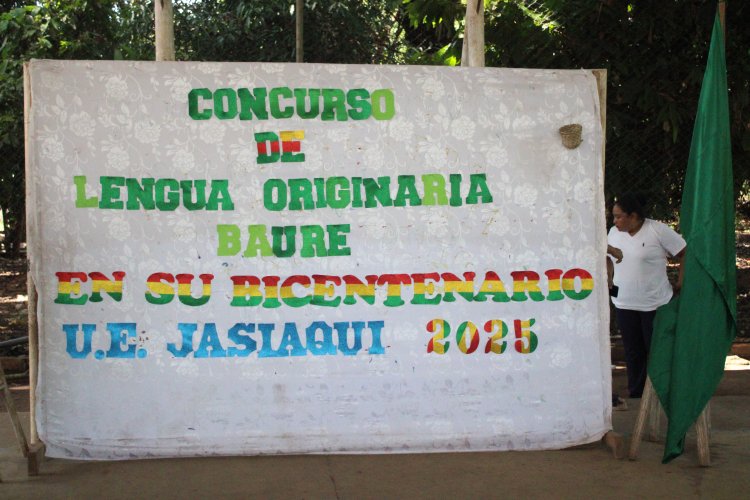 CONCURSO
DE
LENGUA ORIGINARIA
BAURE
EN SU BICENTENARIO
U.E. JASIAQUI 2025